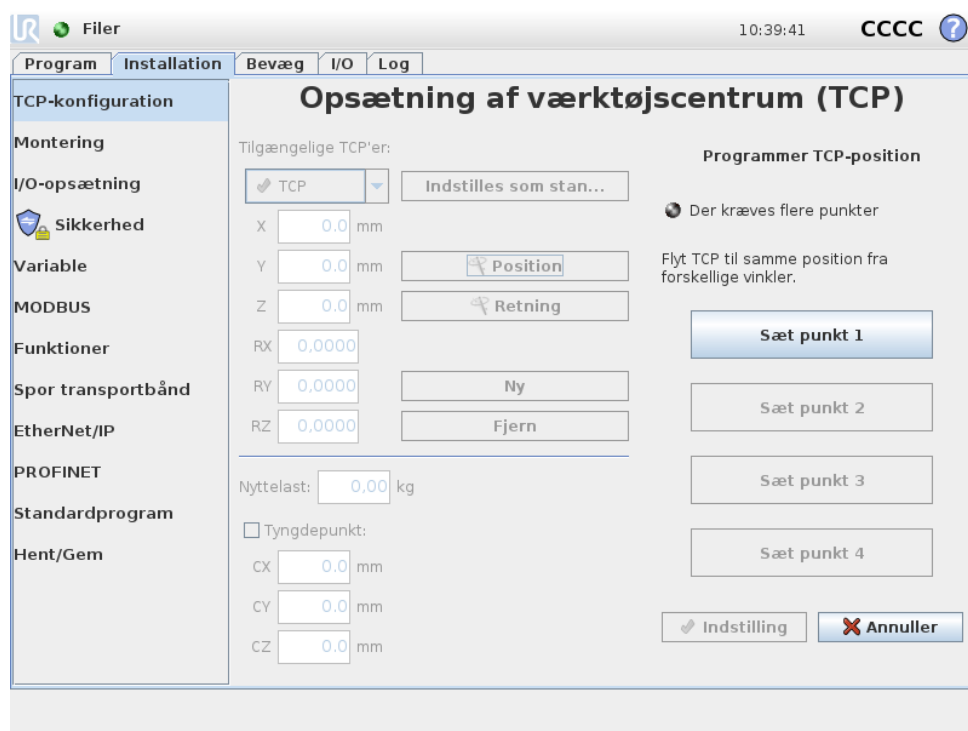 UR Filer 10:39:41 CCCC ?
Program Installation Bevæg I/O Log
TCP-konfiguration
Montering
I/O-opsætning
Sikkerhed
Variable
MODBUS
Funktioner
Spor transportbånd
EtherNet/IP
PROFINET
Standardprogram
Hent/Gem
Opsætning af værktøjscentrum (TCP)
Tilgængelige TCP'er:
TCP Indstilles som stan...
X 0.0 mm
Y 0.0 mm Position
Z 0.0 mm Retning
RX 0,0000
RY 0,0000 Ny
RZ 0,0000 Fjern
Nyttelast: 0,00 kg
Tyngdepunkt:
CX 0.0 mm
CY 0.0 mm
CZ 0.0 mm
Programmer TCP-position
Der kræves flere punkter
Flyt TCP til samme position fra
forskellige vinkler.
Sæt punkt 1
Sæt punkt 2
Sæt punkt 3
Sæt punkt 4
Indstilling Annuller